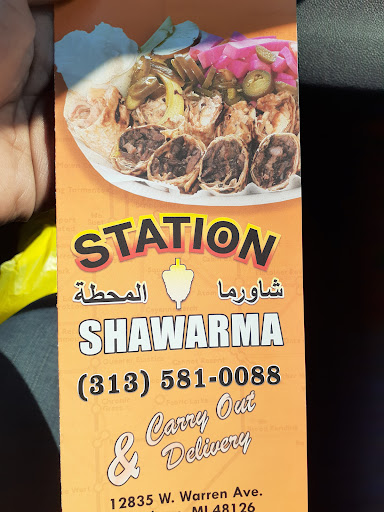 STATION
شاورما المحطة
SHAWARMA
(313) 581-0088
& Carry Out
Delivery
12835 W. Warren Ave.
MI 48126